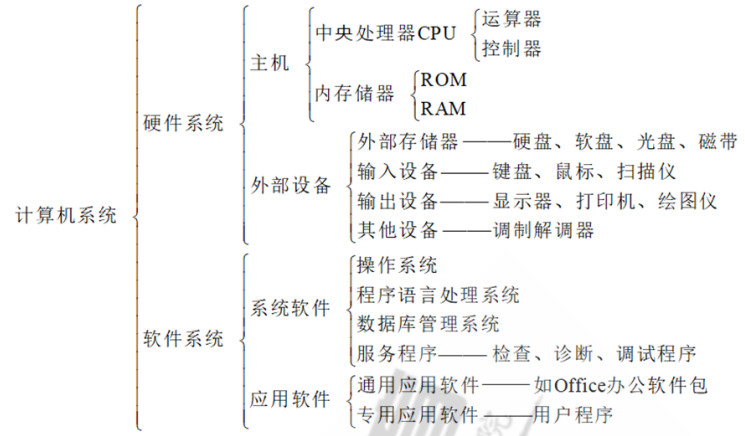 计算机系统
硬件系统
主机
中央处理器CPU
运算器
控制器
内存储器
ROM
RAM
外部设备
外部存储器——硬盘、软盘、光盘、磁带
输入设备——键盘、鼠标、扫描仪
输出设备——显示器、打印机、绘图仪
其他设备——调制解调器
软件系统
系统软件
操作系统
程序语言处理系统
数据库管理系统
服务程序——检查、诊断、调试程序
应用软件
通用应用软件——如Office办公软件包
专用应用软件——用户程序